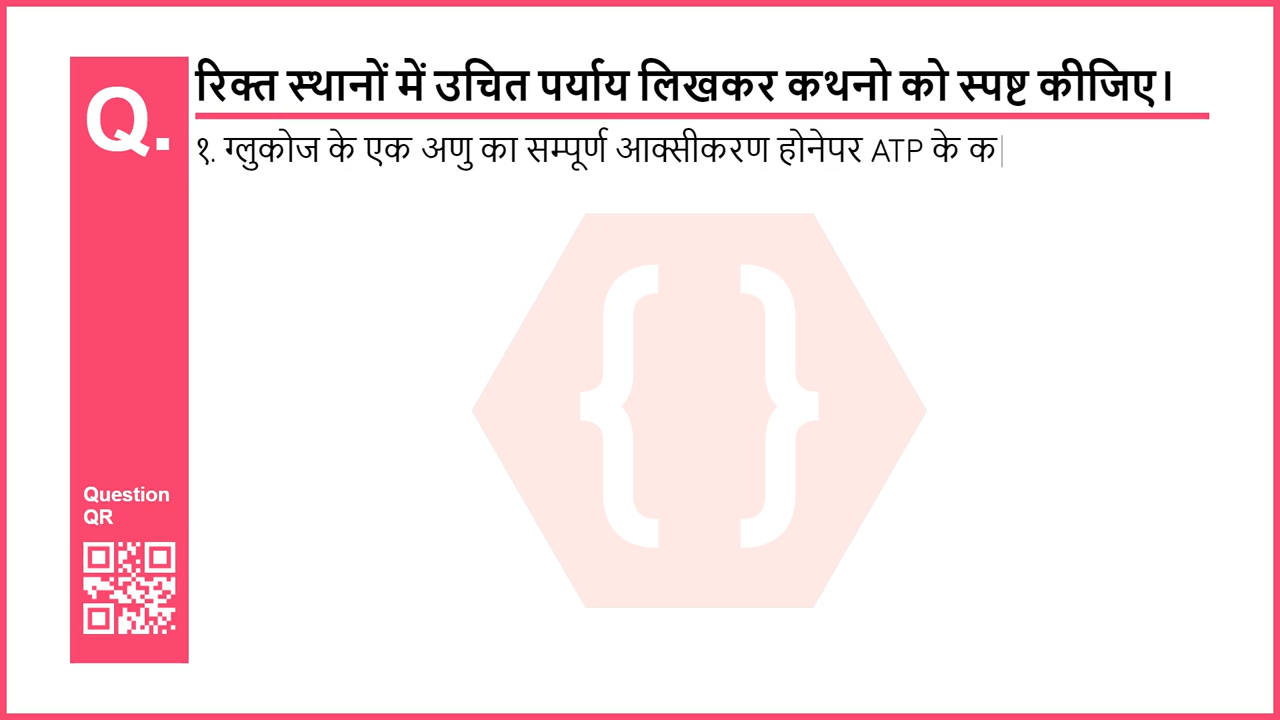 Q.
रिक्त स्थानों में उचित पर्याय लिखकर कथनो को स्पष्ट कीजिए।
१. ग्लुकोज के एक अणु का सम्पूर्ण आक्सीकरण होनेपर ATP के क
Question
QR